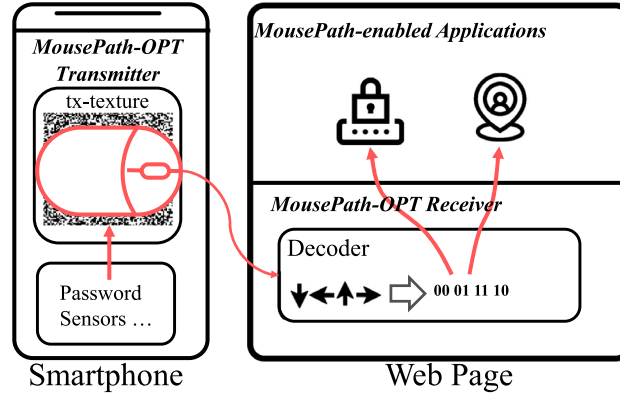 MousePath-OPT
Transmitter
tx-texture
Password
Sensors ...
Smartphone
MousePath-enabled Applications
MousePath-OPT Receiver
Decoder
00 01 11 10
Web Page